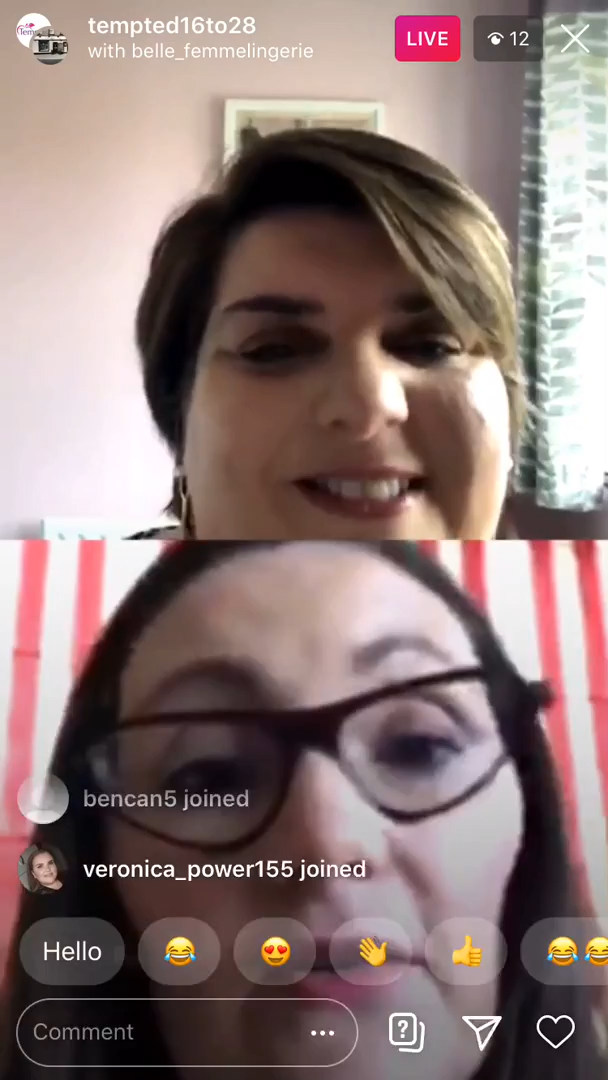 tempted16to28
with belle_femmelingerie
LIVE
12
bencan5 joined
veronica_power155 joined
Hello
Comment